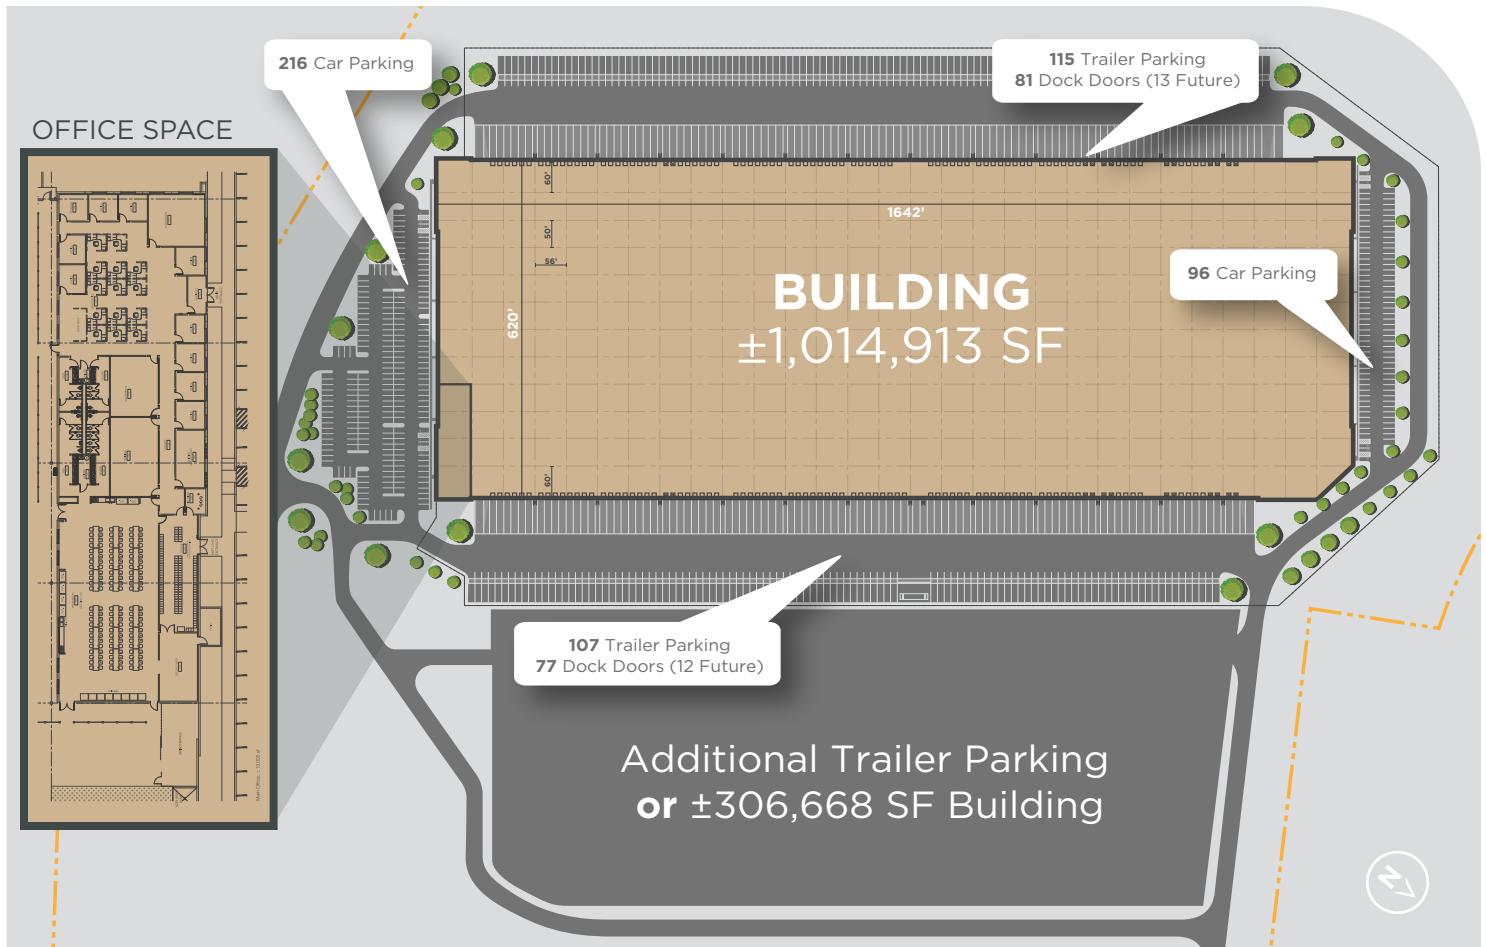 216 Car Parking
115 Trailer Parking
81 Dock Doors (13 Future)
OFFICE SPACE
60'
1642'
50'
56'
96 Car Parking
BUILDING
±1,014,913 SF
620'
60'
107 Trailer Parking
77 Dock Doors (12 Future)
Additional Trailer Parking
or ±306,668 SF Building
N